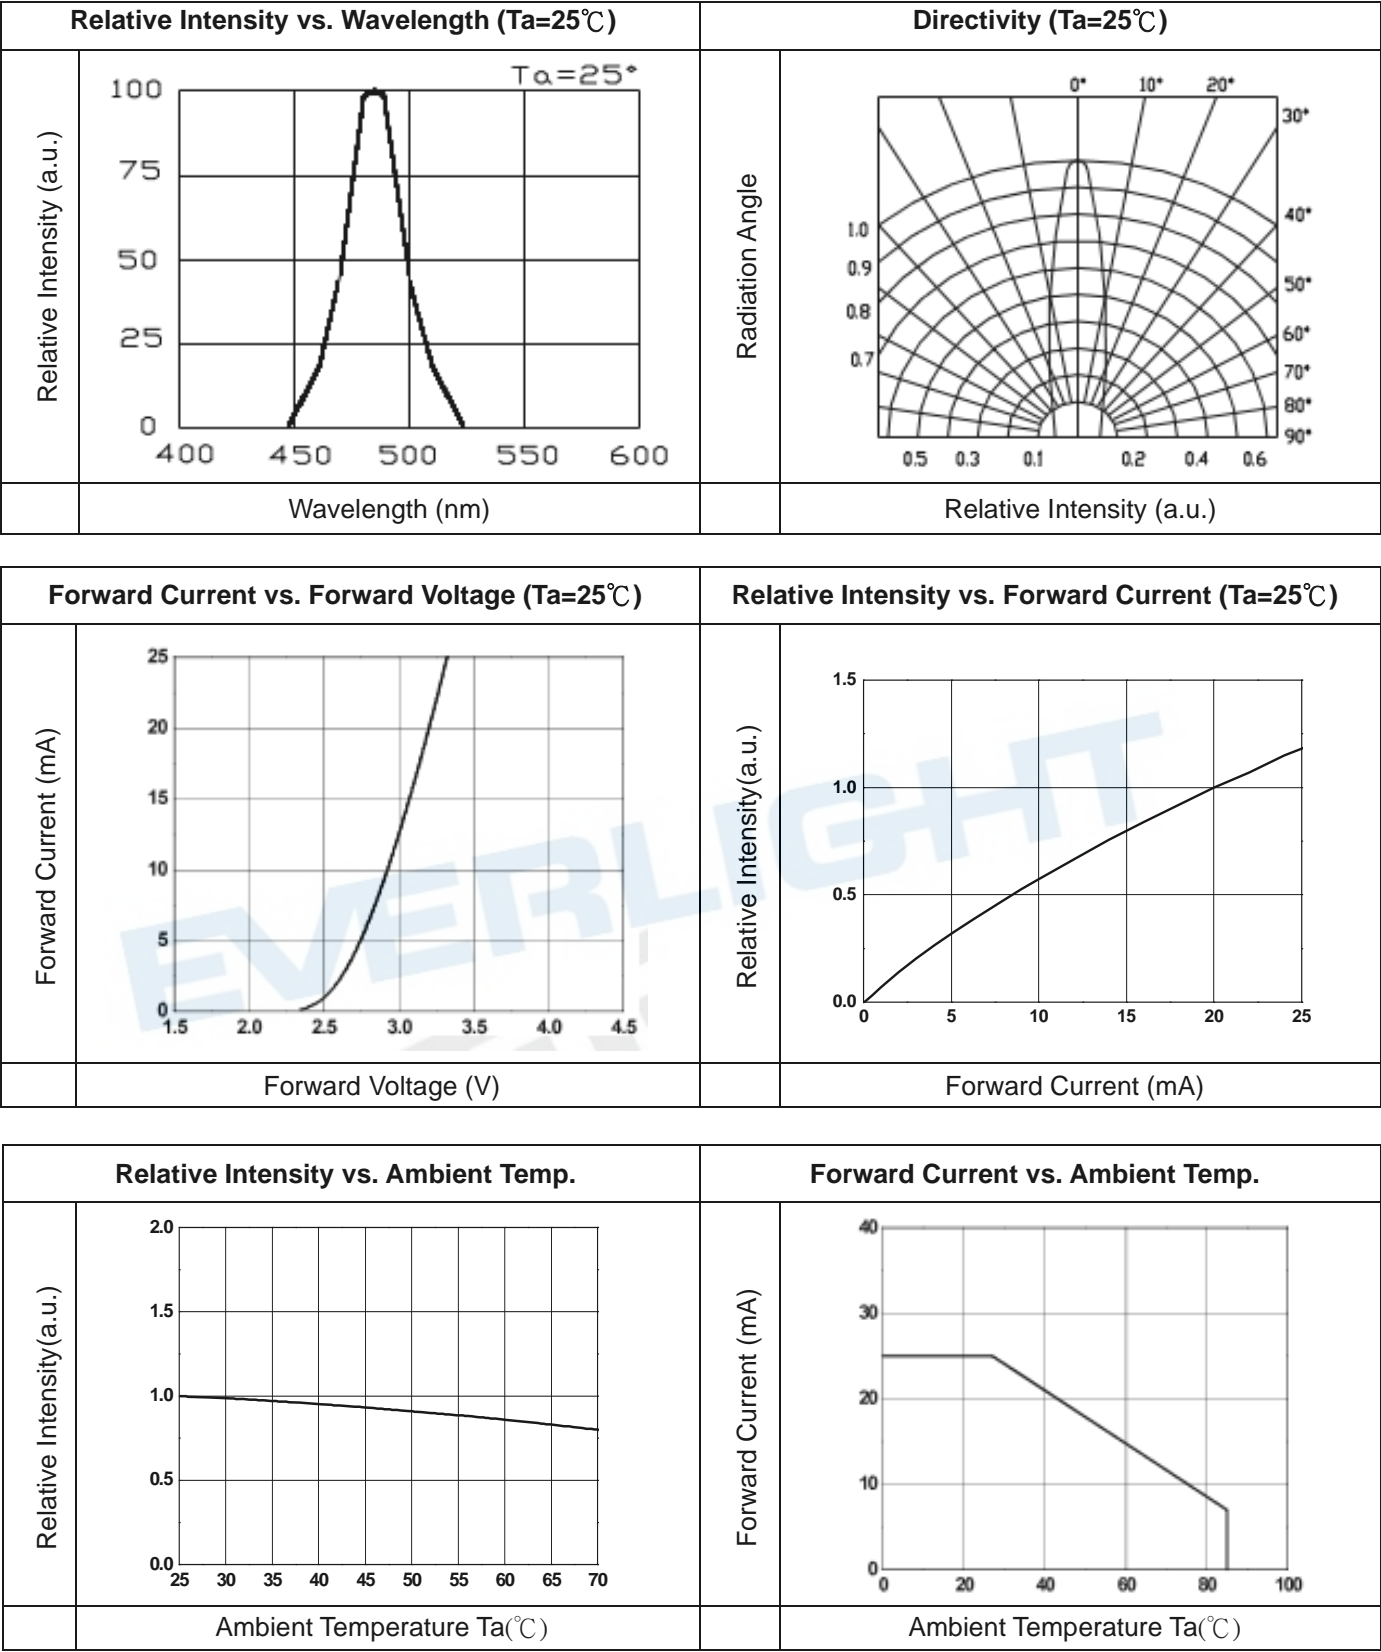 Relative Intensity vs. Wavelength (Ta=25℃)
Directivity (Ta=25℃)
Relative Intensity (a.u.)
Ta=25°
100
75
50
25
0
400 450 500 550 600
Wavelength (nm)
Radiation Angle
0° 10° 20°
30°
40°
50°
60°
70°
80°
90°
1.0
0.9
0.8
0.7
0.5 0.3 0.1 0.2 0.4 0.6
Relative Intensity (a.u.)
Forward Current vs. Forward Voltage (Ta=25℃)
Relative Intensity vs. Forward Current (Ta=25℃)
Forward Current (mA)
25
20
15
10
5
0
1.5 2.0 2.5 3.0 3.5 4.0 4.5
Forward Voltage (V)
Relative Intensity(a.u.)
1.5
1.0
0.5
0.0
0 5 10 15 20 25
Forward Current (mA)
EVERLIGHT
Relative Intensity vs. Ambient Temp.
Forward Current vs. Ambient Temp.
Relative Intensity(a.u.)
2.0
1.5
1.0
0.5
0.0
25 30 35 40 45 50 55 60 65 70
Ambient Temperature Ta(℃)
Forward Current (mA)
40
30
20
10
0
0 20 40 60 80 100
Ambient Temperature Ta(℃)